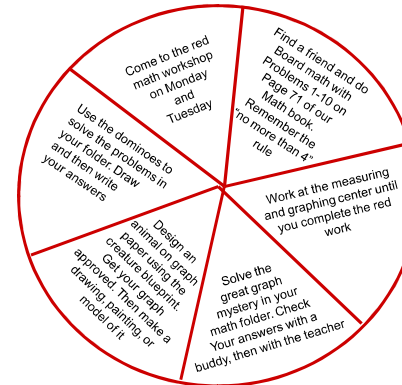 Come to the red
math workshop
on Monday
and
Tuesday
Find a friend and do
Board math with
Problems 1-10 on
Page 71 of our
Math book.
Remember the
“no more than 4”
rule
Work at the measuring
and graphing center until
you complete the red
work
Solve the
great graph
mystery in your
math folder. Check
Your answers with a
buddy, then with the teacher
Design an
animal on graph
paper using the
creature blueprint.
Get your graph
approved. Then make a
drawing, painting, or
model of it
Use the dominoes to
solve the problems in
your folder. Draw
and then write
your answers